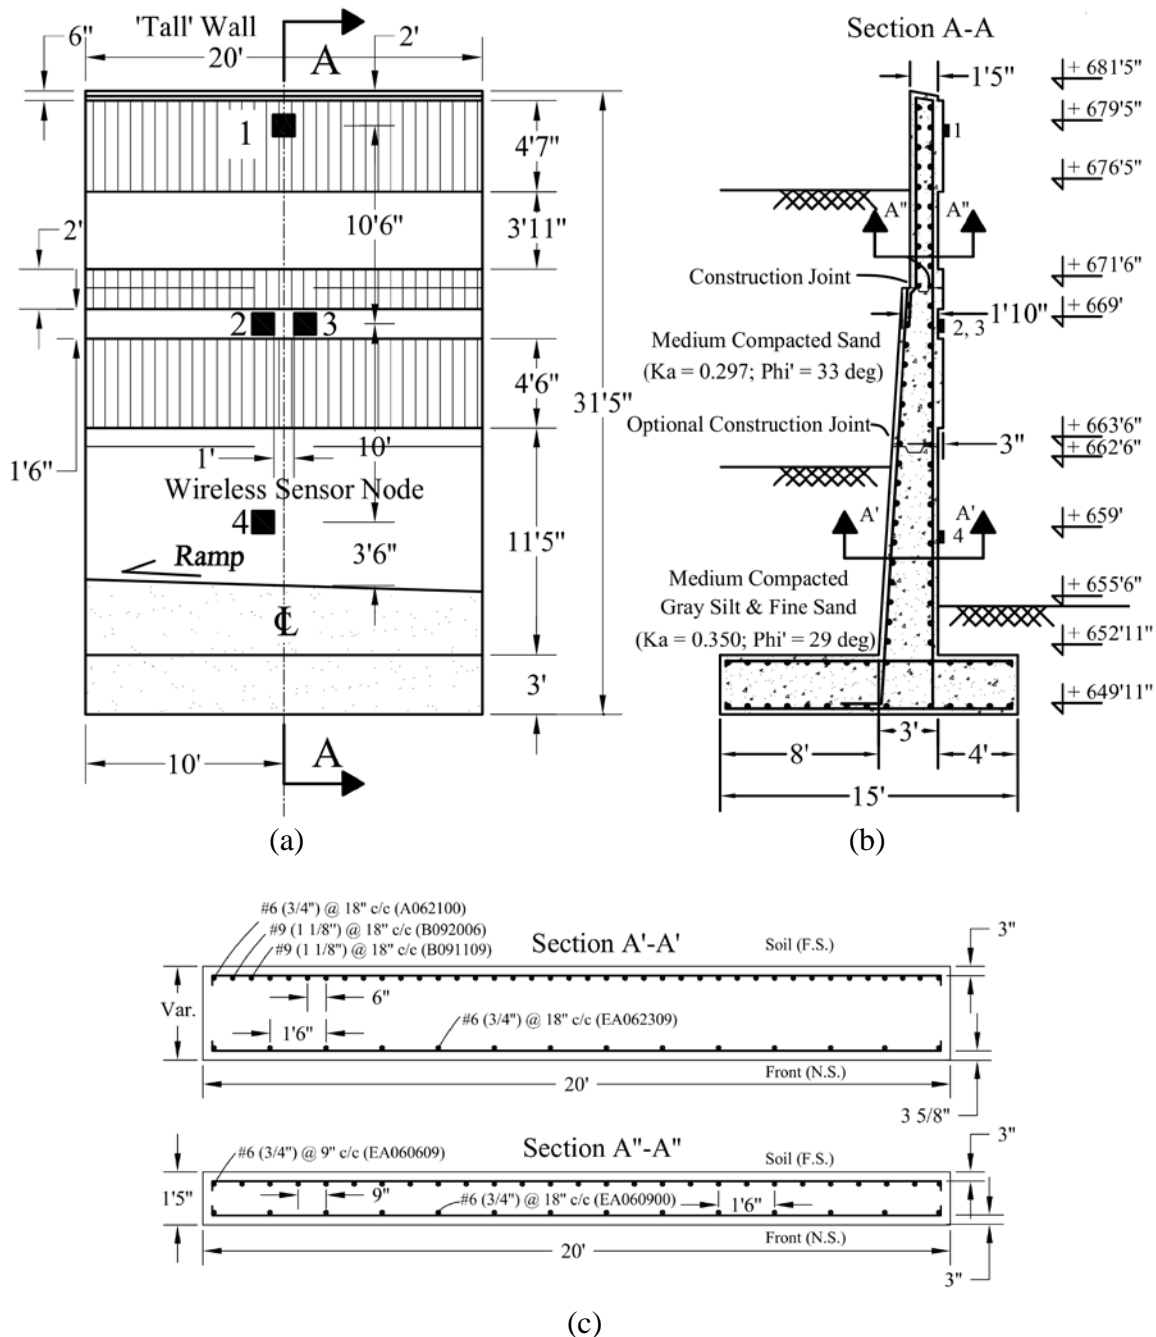 'Tall' Wall
6"
20'
A
2'
1
4'7"
10'6"
3'11"
2'
2
3
4'6"
31'5"
1'6"
1'
10'
Wireless Sensor Node
4
11'5"
3'6"
Ramp
℄
3'
10'
A
(a)
Section A-A
1'5"
+ 681'5"
+ 679'5"
1
+ 676'5"
A"
A"
+ 671'6"
Construction Joint
1'10"
+ 669'
2, 3
Medium Compacted Sand
(Ka = 0.297; Phi' = 33 deg)
Optional Construction Joint
+ 663'6"
3"
+ 662'6"
A'
A'
4
+ 659'
Medium Compacted
Gray Silt & Fine Sand
(Ka = 0.350; Phi' = 29 deg)
+ 655'6"
+ 652'11"
+ 649'11"
3'
8'
4'
15'
(b)
#6 (3/4") @ 18" c/c (A062100)
#9 (1 1/8") @ 18" c/c (B092006)
#9 (1 1/8") @ 18" c/c (B091109)
Section A'-A'
Soil (F.S.)
3"
Var.
6"
1'6"
#6 (3/4") @ 18" c/c (EA062309)
Front (N.S.)
20'
3 5/8"
Section A"-A"
#6 (3/4") @ 9" c/c (EA060609)
Soil (F.S.)
3"
1'5"
9"
#6 (3/4") @ 18" c/c (EA060900)
1'6"
Front (N.S.)
20'
3"
(c)